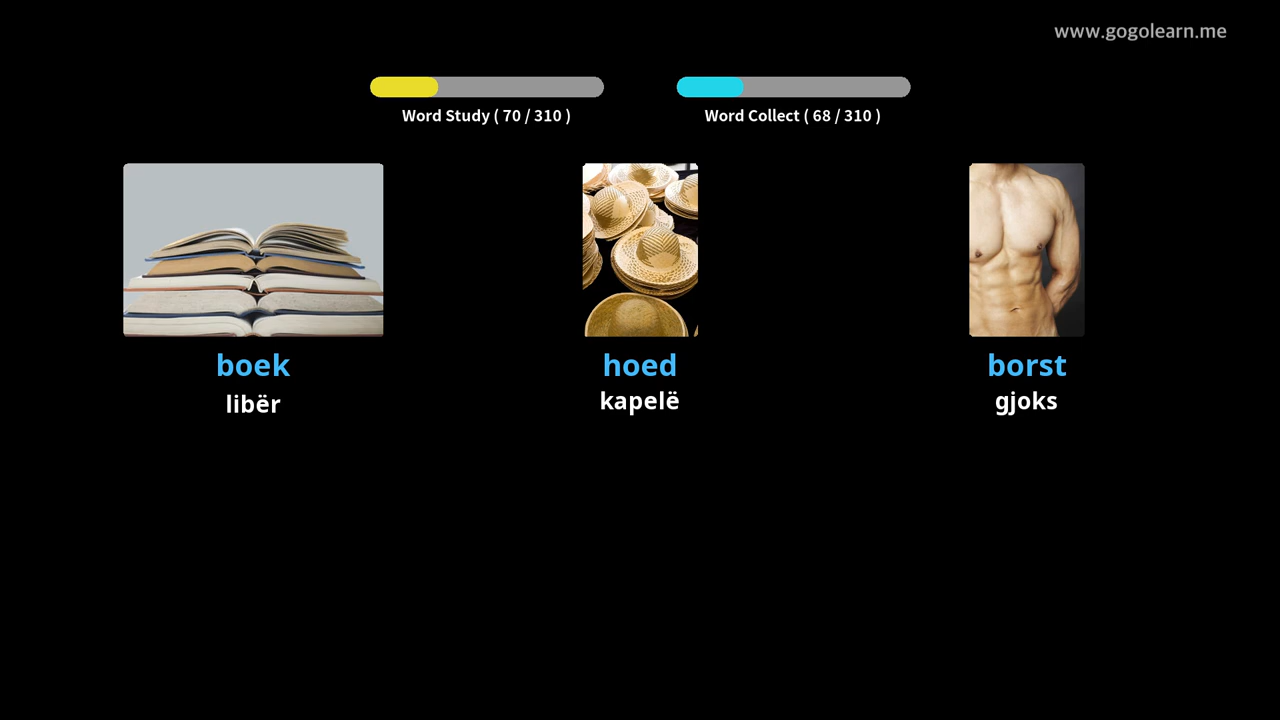 www.gogolearn.me
Word Study ( 70 / 310 )
Word Collect ( 68 / 310 )
boek
libër
hoed
kapelë
borst
gjoks